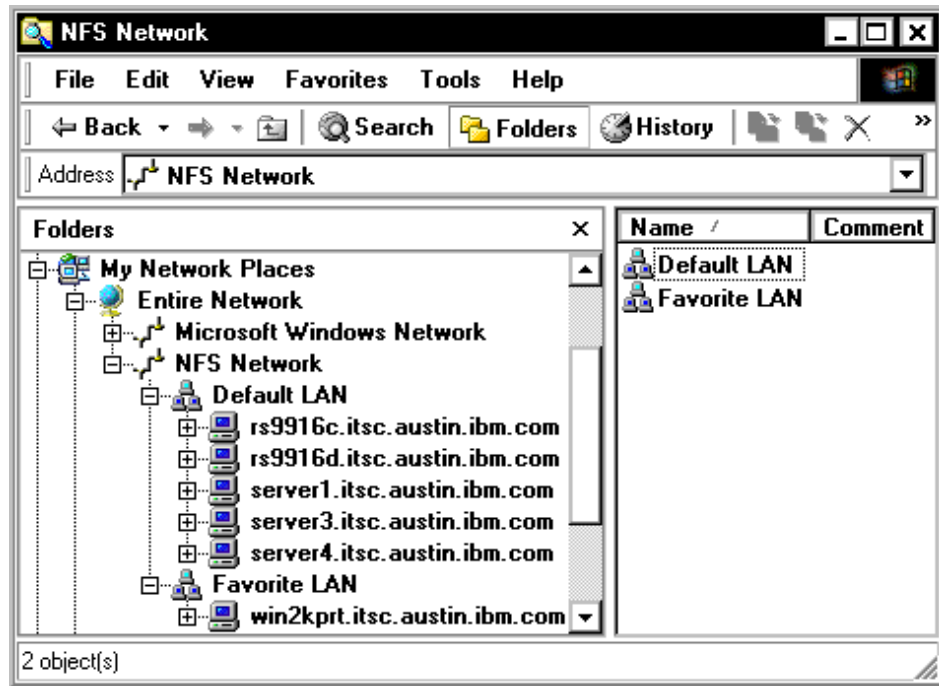 NFS Network
File Edit View Favorites Tools Help
Back Search Folders History »
Address NFS Network
Folders
My Network Places
Entire Network
Microsoft Windows Network
NFS Network
Default LAN
rs9916c.itsc.austin.ibm.com
rs9916d.itsc.austin.ibm.com
server1.itsc.austin.ibm.com
server3.itsc.austin.ibm.com
server4.itsc.austin.ibm.com
Favorite LAN
win2kprt.itsc.austin.ibm.com
Name Comment
Default LAN
Favorite LAN
2 object(s)